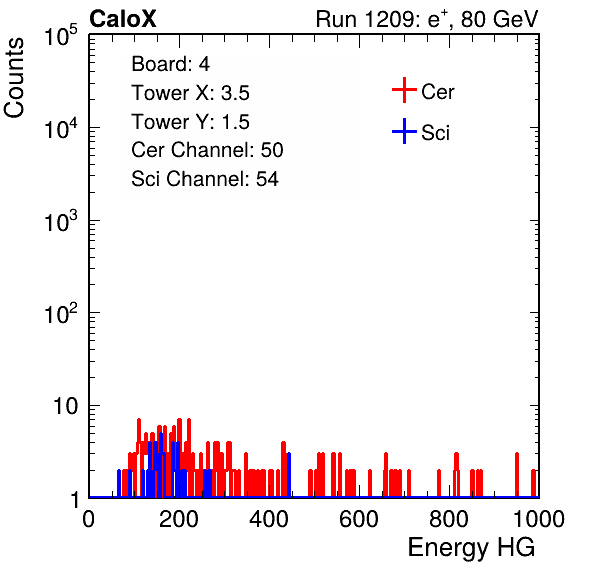 CaloX Run 1209: e⁺, 80 GeV
Counts
Board: 4
Tower X: 3.5
Tower Y: 1.5
Cer Channel: 50
Sci Channel: 54
Cer
Sci
10⁵
10⁴
10³
10²
10
1
0 200 400 600 800 1000
Energy HG